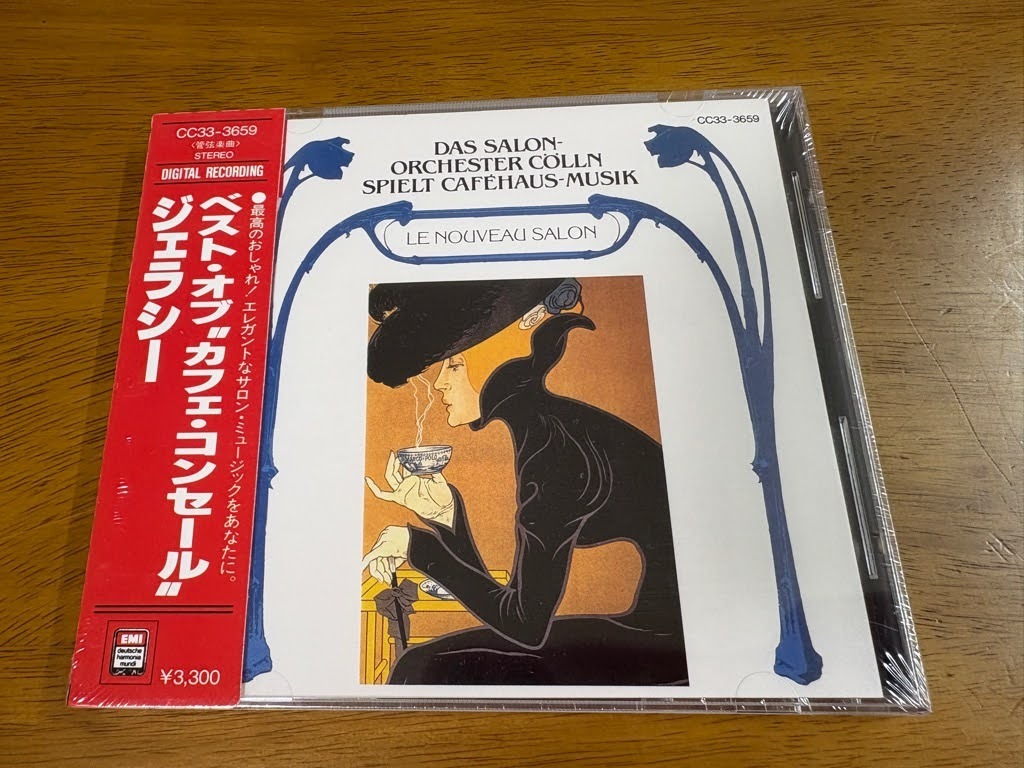 CC33-3659
〈管弦楽曲〉
STEREO
DIGITAL RECORDING
●最高のおしゃれ！エレガントなサロン・ミュージックをあなたに。
ベスト・オブ“カフェ・コンセール”
ジェラシー
EMI
deutsche
harmonia
mundi
¥3,300
CC33-3659
DAS SALON-
ORCHESTER CÖLLN
SPIELT CAFÉHAUS-MUSIK
LE NOUVEAU SALON